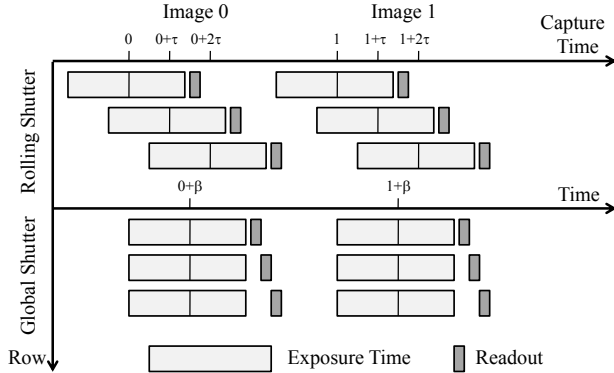 Image 0 Image 1
0 0+τ 0+2τ 1 1+τ 1+2τ
Capture
Time
Rolling Shutter
0+β 1+β
Time
Global Shutter
Row
Exposure Time Readout